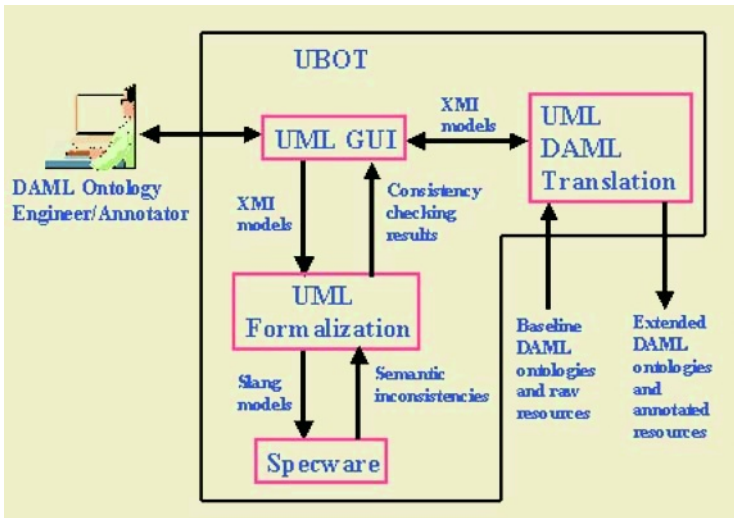 UBOT
XMI
models
UML GUI
UML
DAML
Translation
DAML Ontology
Engineer/Annotator
XMI
models
Consistency
checking
results
UML
Formalization
Baseline
DAML
ontologies
and raw
resources
Extended
DAML
ontologies
and
annotated
resources
Slang
models
Semantic
inconsistencies
Specware